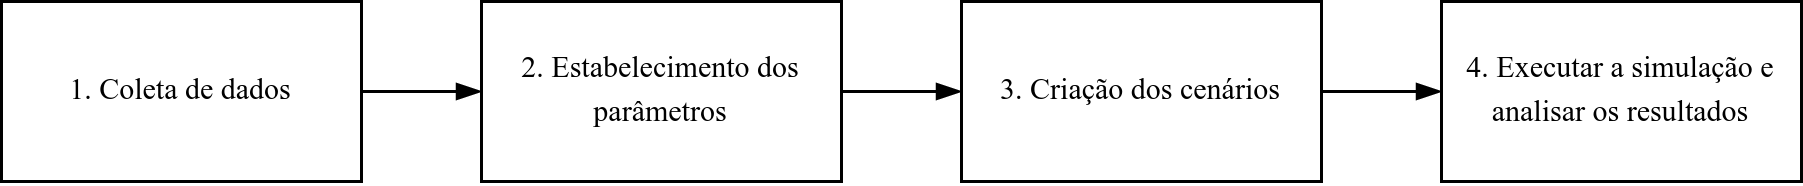 1. Coleta de dados
2. Estabelecimento dos
parâmetros
3. Criação dos cenários
4. Executar a simulação e
analisar os resultados